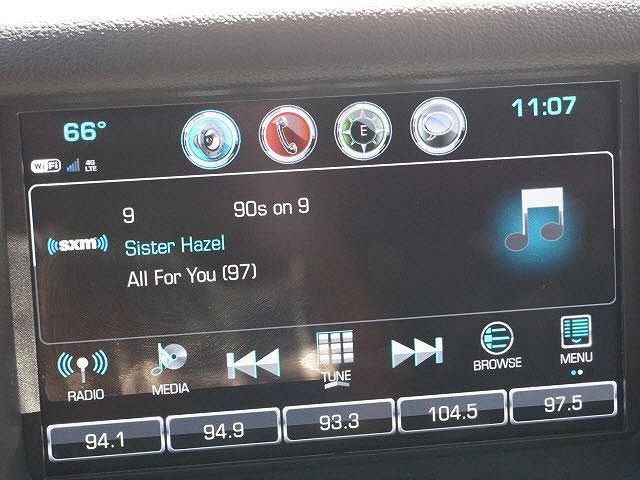 66°
11:07
E
WiFi 4G LTE
9 90s on 9
((sxm))
Sister Hazel
All For You (97)
RADIO MEDIA TUNE BROWSE MENU
94.1 94.9 93.3 104.5 97.5